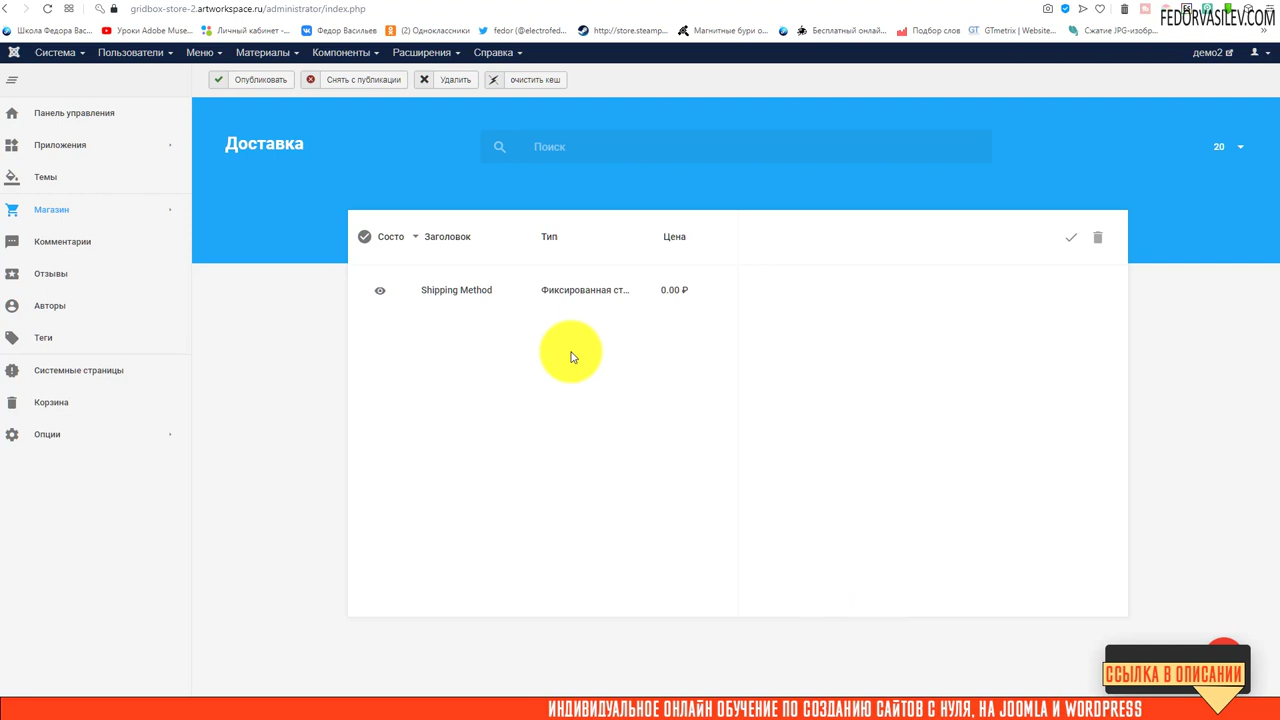 gridbox-store-2.artworkspace.ru/administrator/index.php
FEDORVASILEV.COM
Школа Федора Вас... Уроки Adobe Muse... Личный кабинет -... Федор Васильев (2) Одноклассники fedor (@electrofed... http://store.steamp... Магнитные бури о... Бесплатный онлай... Подбор слов GTmetrix | Website... Сжатие JPG-изобр...
Система Пользователи Меню Материалы Компоненты Расширения Справка демо2
Опубликовать Снять с публикации Удалить очистить кеш
Панель управления
Приложения
Темы
Магазин
Комментарии
Отзывы
Авторы
Теги
Системные страницы
Корзина
Опции
Доставка Поиск 20
Состо Заголовок Тип Цена
Shipping Method Фиксированная ст... 0.00 ₽
ССЫЛКА В ОПИСАНИИ
ИНДИВИДУАЛЬНОЕ ОНЛАЙН ОБУЧЕНИЕ ПО СОЗДАНИЮ САЙТОВ С НУЛЯ, НА JOOMLA И WORDPRESS